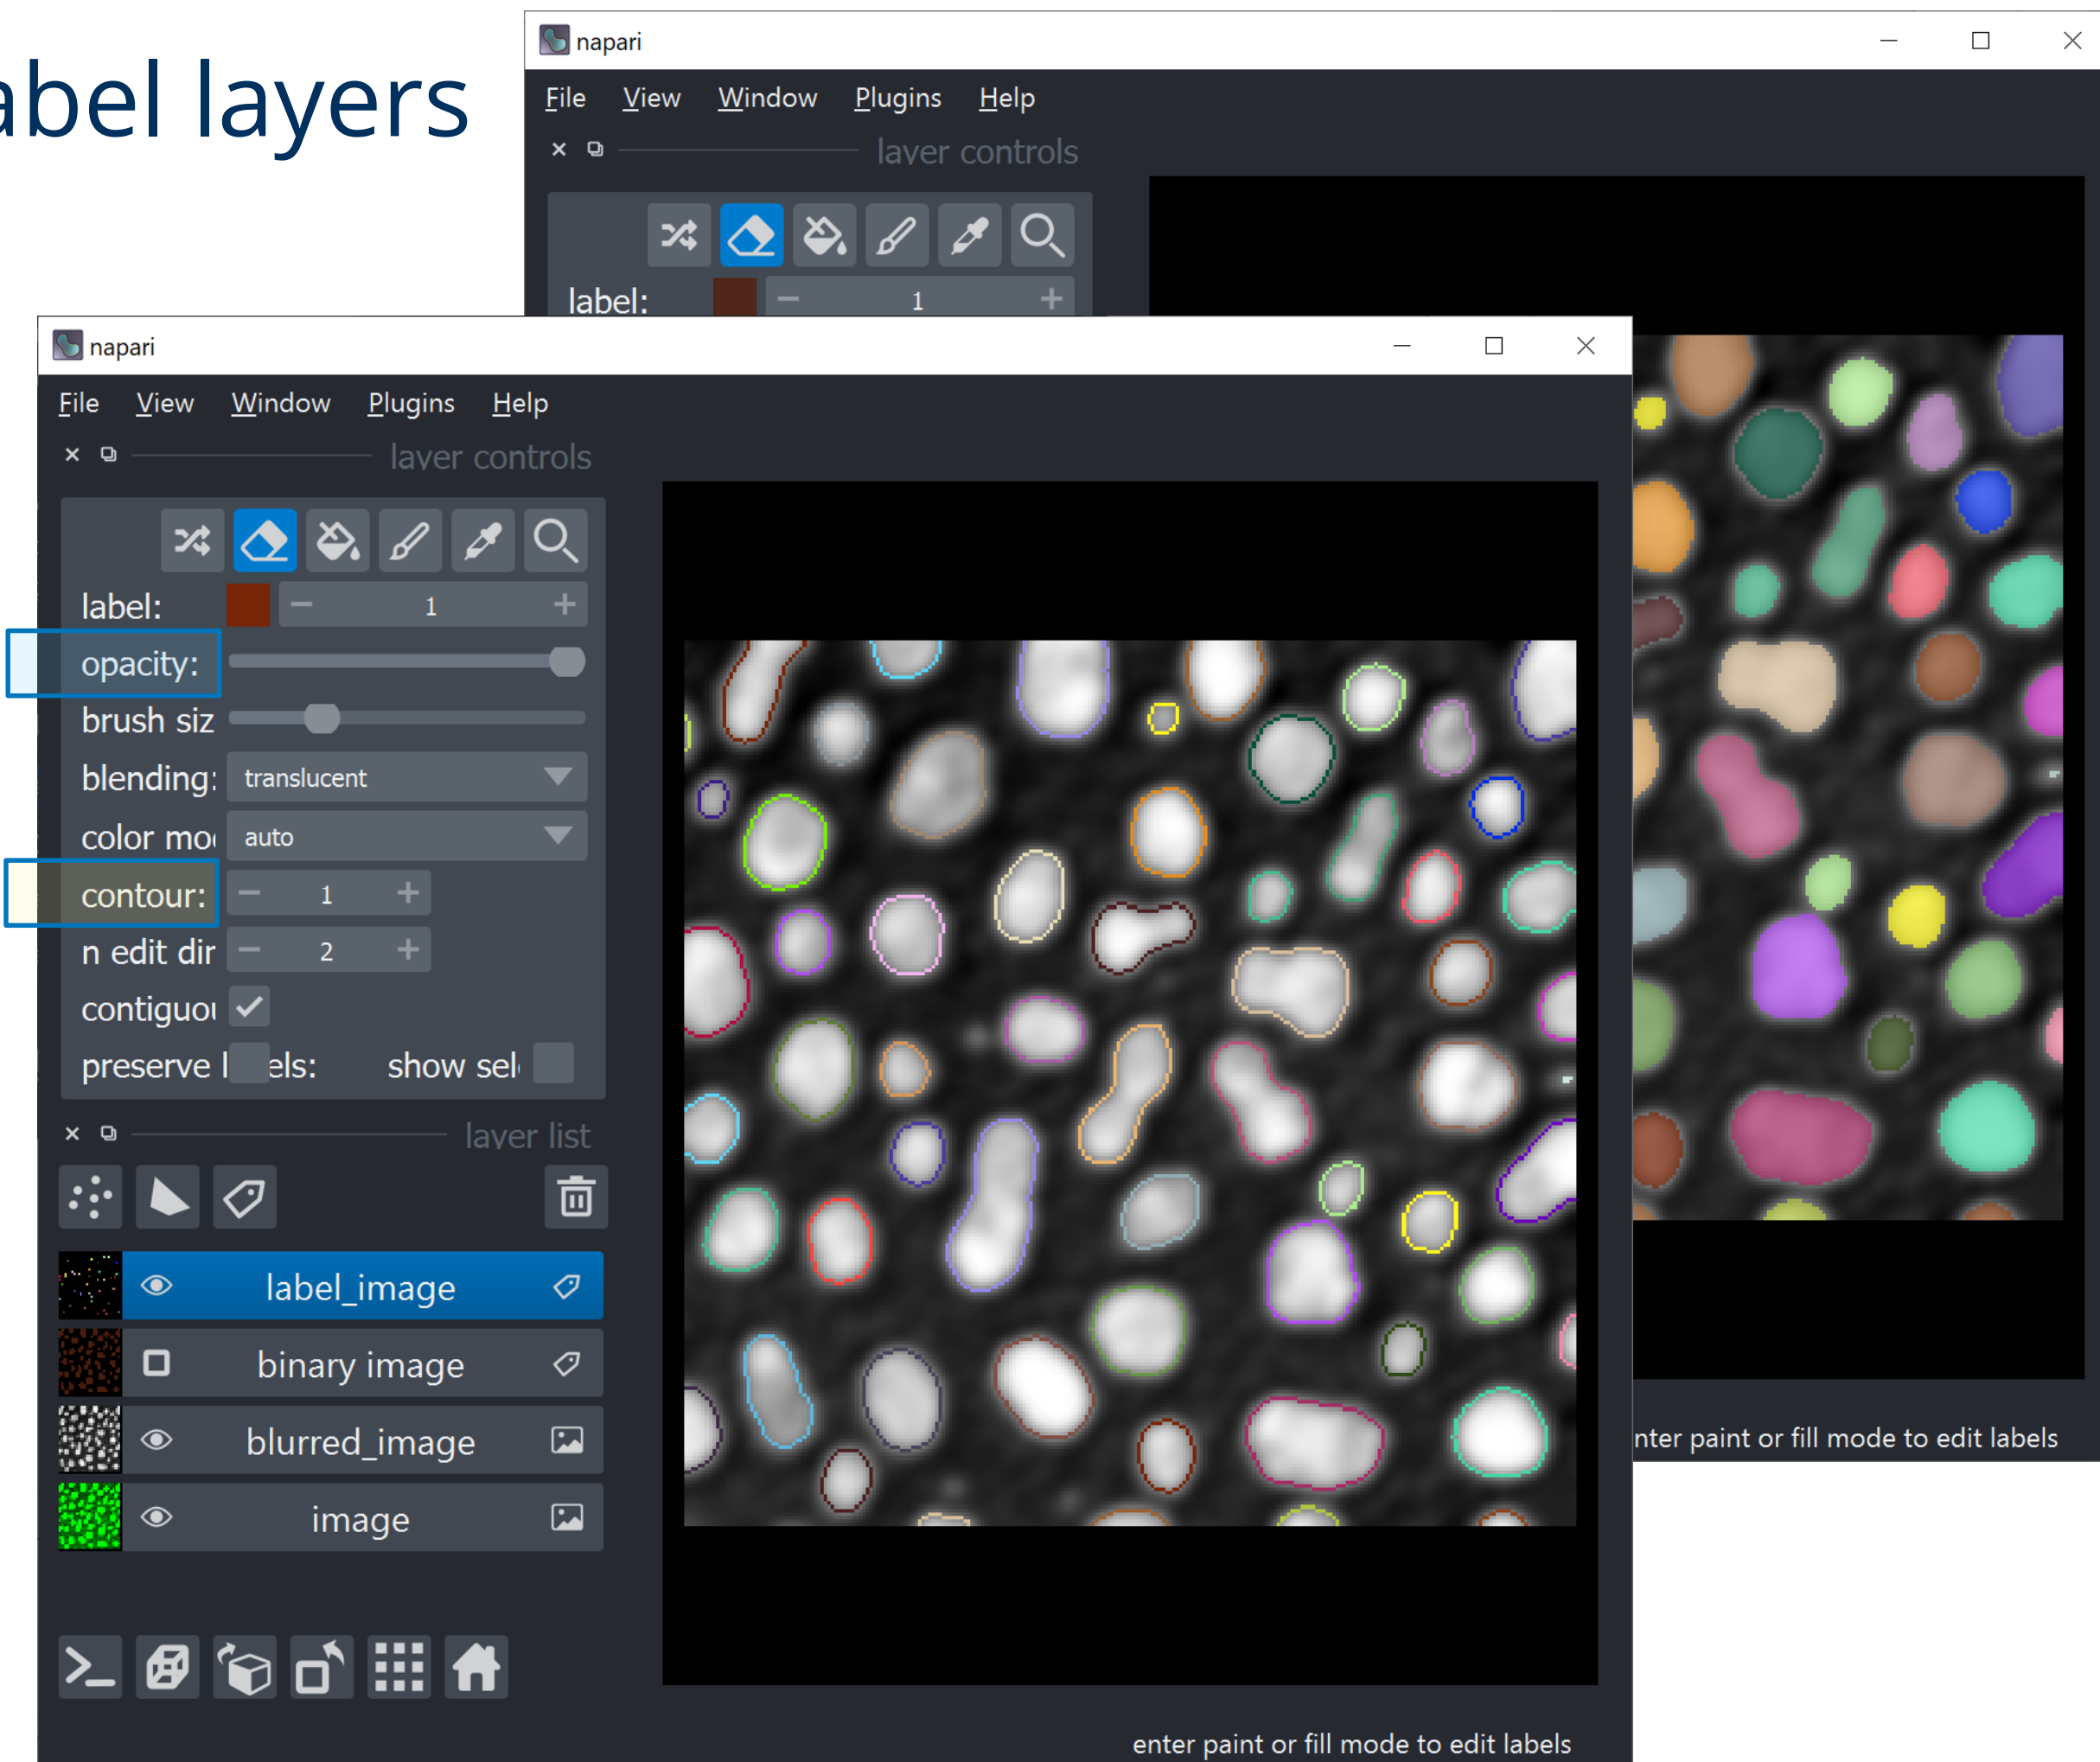 abel layers
napari
File View Window Plugins Help
layer controls
label: 1
napari
File View Window Plugins Help
layer controls
label: 1
opacity:
brush siz
blending: translucent
color mo auto
contour: 1
n edit dir 2
contiguou
preserve l els: show sel
layer list
label_image
binary image
blurred_image
image
enter paint or fill mode to edit labels
nter paint or fill mode to edit labels